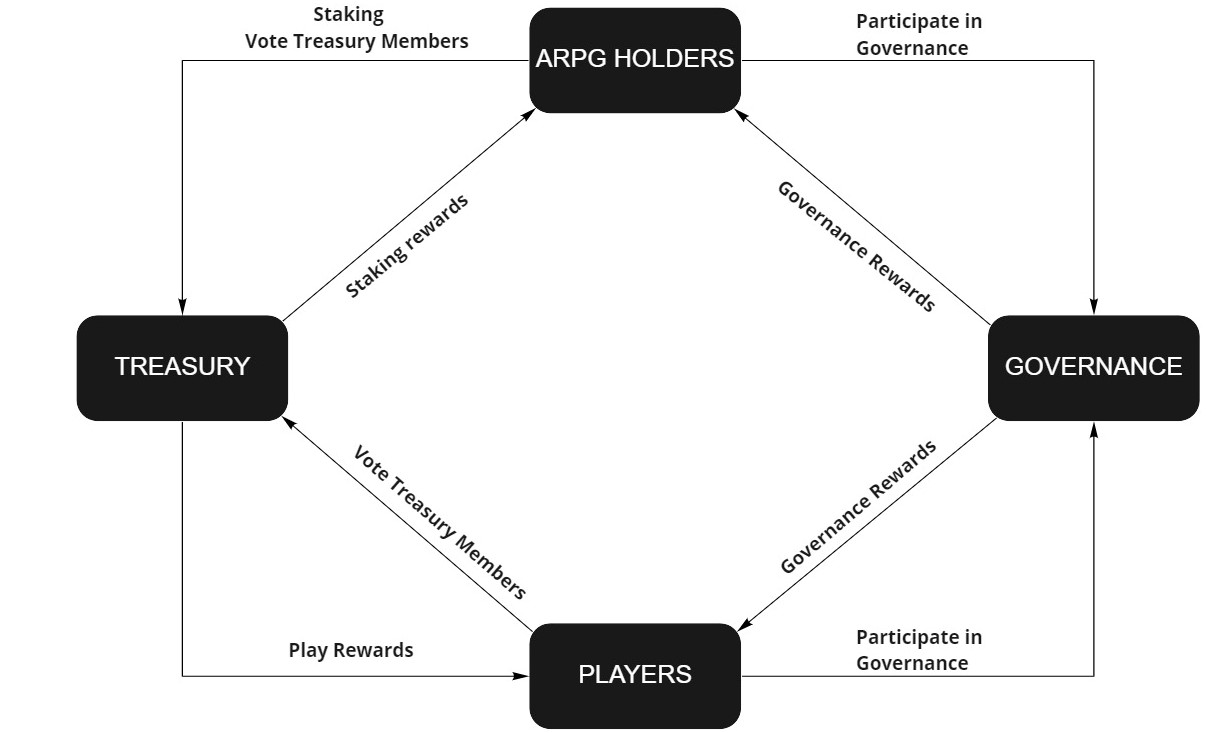 Staking
Vote Treasury Members
ARPG HOLDERS
Participate in
Governance
Staking rewards
Governance Rewards
TREASURY
GOVERNANCE
Vote Treasury Members
Governance Rewards
Play Rewards
PLAYERS
Participate in
Governance